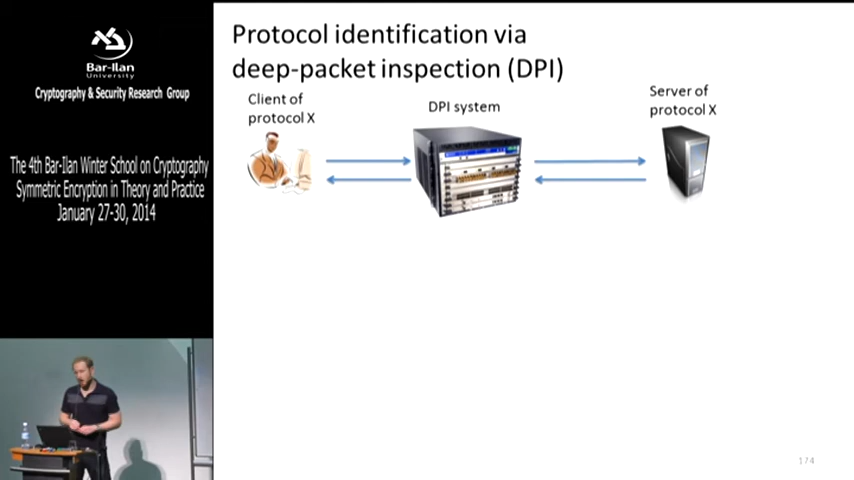 Bar-Ilan
University
Cryptography & Security Research Group
The 4th Bar-Ilan Winter School on Cryptography
Symmetric Encryption in Theory and Practice
January 27-30, 2014
Protocol identification via
deep-packet inspection (DPI)
Client of
protocol X
DPI system
Server of
protocol X
174